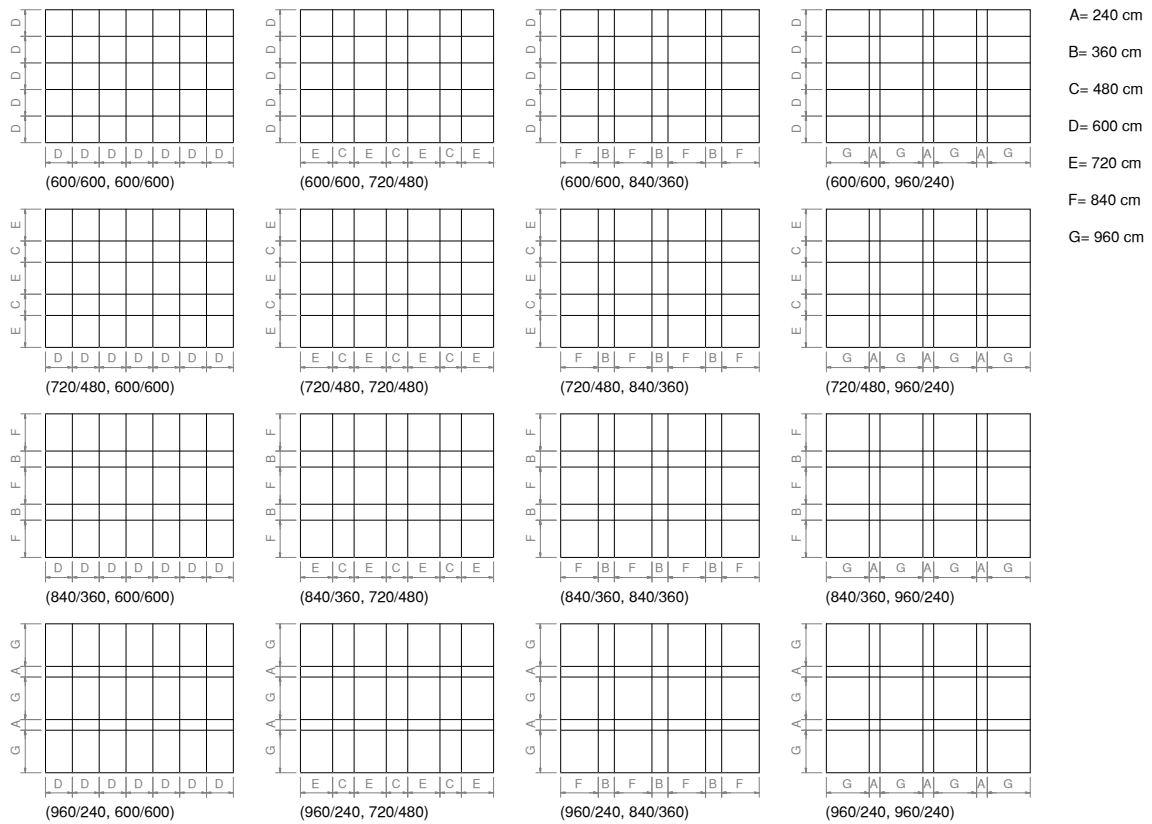 D D D D D
D D D D D D D
(600/600, 600/600)
D D D D D
E C E C E C E
(600/600, 720/480)
D D D D D
F B F B F B F
(600/600, 840/360)
D D D D D
G A G A G A G
(600/600, 960/240)
A= 240 cm
B= 360 cm
C= 480 cm
D= 600 cm
E= 720 cm
F= 840 cm
G= 960 cm
E C E C E
D D D D D D D
(720/480, 600/600)
E C E C E
E C E C E C E
(720/480, 720/480)
E C E C E
F B F B F B F
(720/480, 840/360)
E C E C E
G A G A G A G
(720/480, 960/240)
F B F B F
D D D D D D D
(840/360, 600/600)
F B F B F
E C E C E C E
(840/360, 720/480)
F B F B F
F B F B F B F
(840/360, 840/360)
F B F B F
G A G A G A G
(840/360, 960/240)
G A G A G
D D D D D D D
(960/240, 600/600)
G A G A G
E C E C E C E
(960/240, 720/480)
G A G A G
F B F B F B F
(960/240, 840/360)
G A G A G
G A G A G A G
(960/240, 960/240)